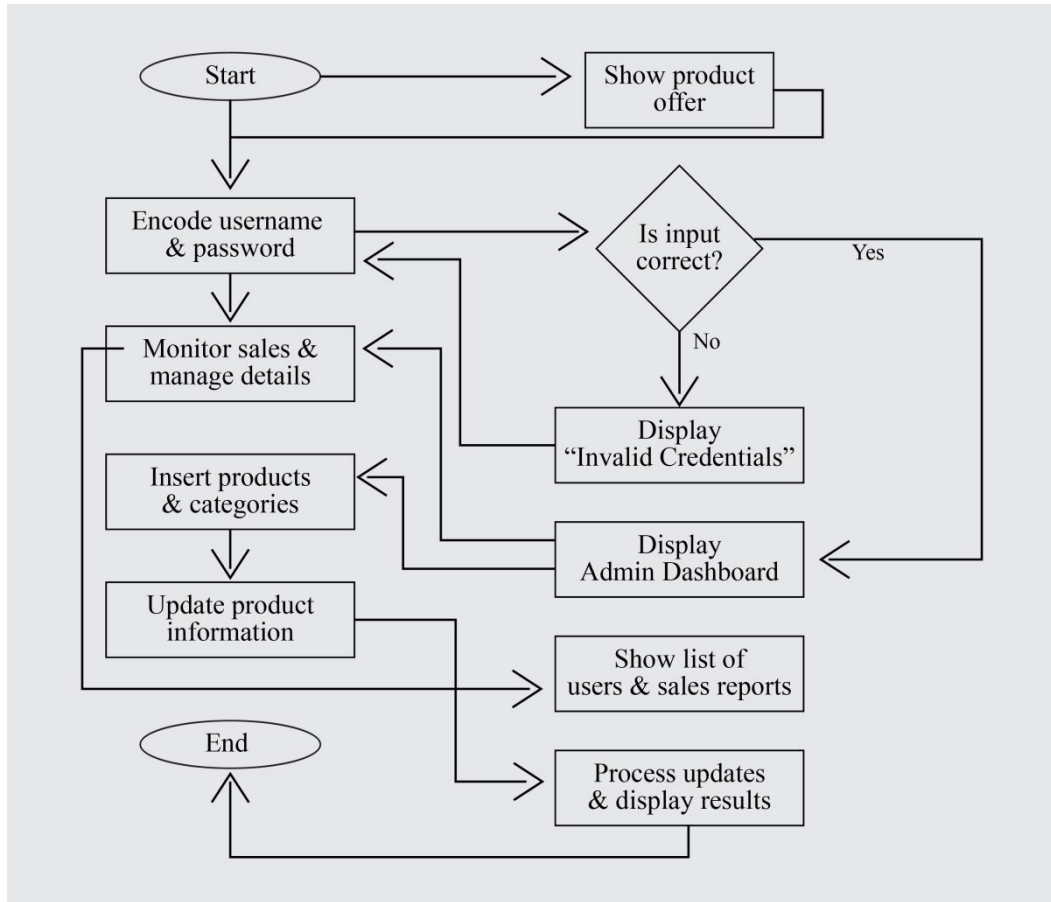 Start
Show product
offer
Encode username
& password
Is input
correct?
Yes
No
Monitor sales &
manage details
Display
“Invalid Credentials”
Insert products
& categories
Display
Admin Dashboard
Update product
information
Show list of
users & sales reports
End
Process updates
& display results